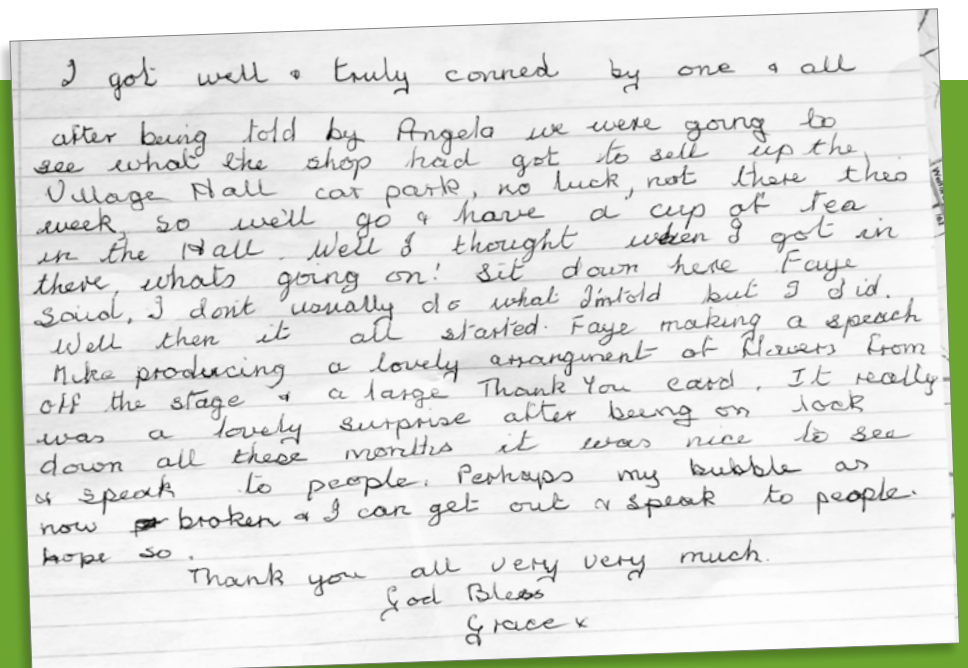 I got well & truly conned by one & all
after being told by Angela we were going to
see what the shop had got to sell up the
Village Hall car park, no luck, not there this
week, so we'll go & have a cup of tea
in the Hall. Well I thought when I got in
there, whats going on! Sit down here Faye
said, I don't usually do what I'm told but I did.
Well then it all started. Faye making a speach
Mike producing a lovely arrangment of flowers from
off the stage & a large Thank You card. It really
was a lovely surprise after being on lock
down all these months it was nice to see
& speak to people. Perhaps my bubble as
now broken & I can get out & speak to people.
hope so.
Thank you all very very much.
God Bless
Grace x